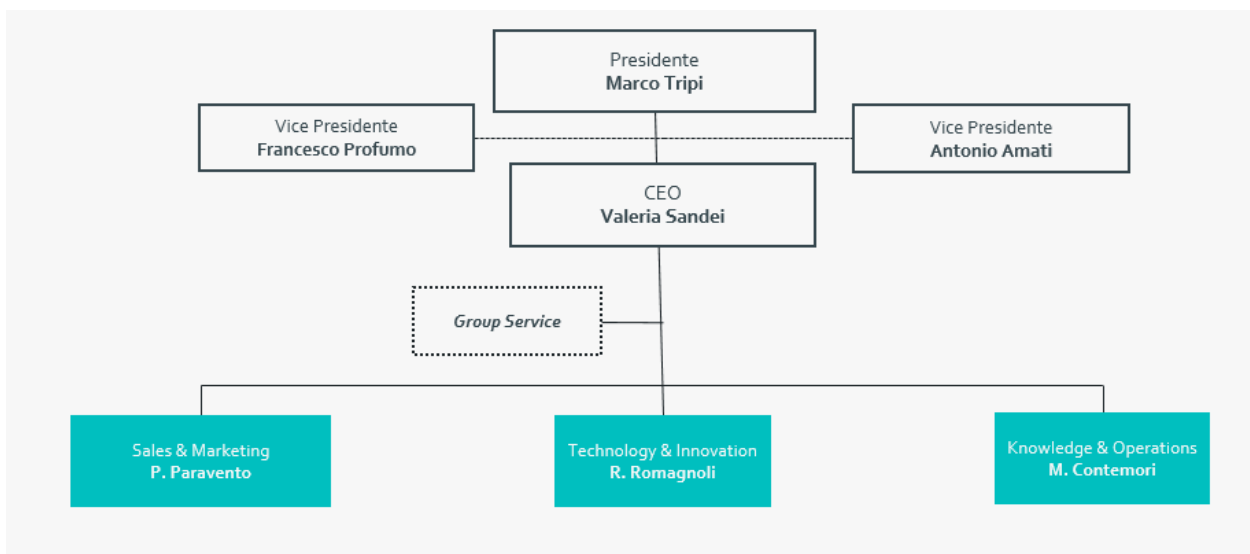 Presidente
Marco Tripi
Vice Presidente
Francesco Profumo
Vice Presidente
Antonio Amati
CEO
Valeria Sandei
Group Service
Sales & Marketing
P. Paravento
Technology & Innovation
R. Romagnoli
Knowledge & Operations
M. Contemori